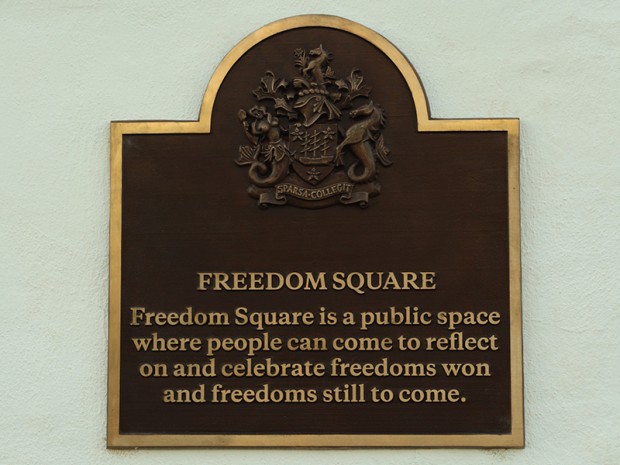 SPARSA·COLLEGIT
FREEDOM SQUARE
Freedom Square is a public space
where people can come to reflect
on and celebrate freedoms won
and freedoms still to come.